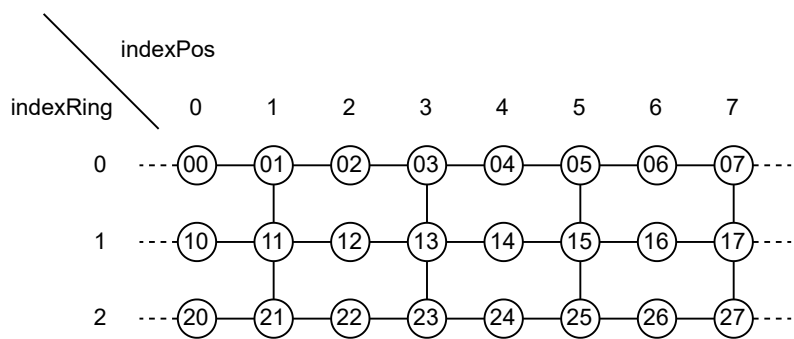 indexPos
indexRing 0 1 2 3 4 5 6 7
0 00 01 02 03 04 05 06 07
1 10 11 12 13 14 15 16 17
2 20 21 22 23 24 25 26 27